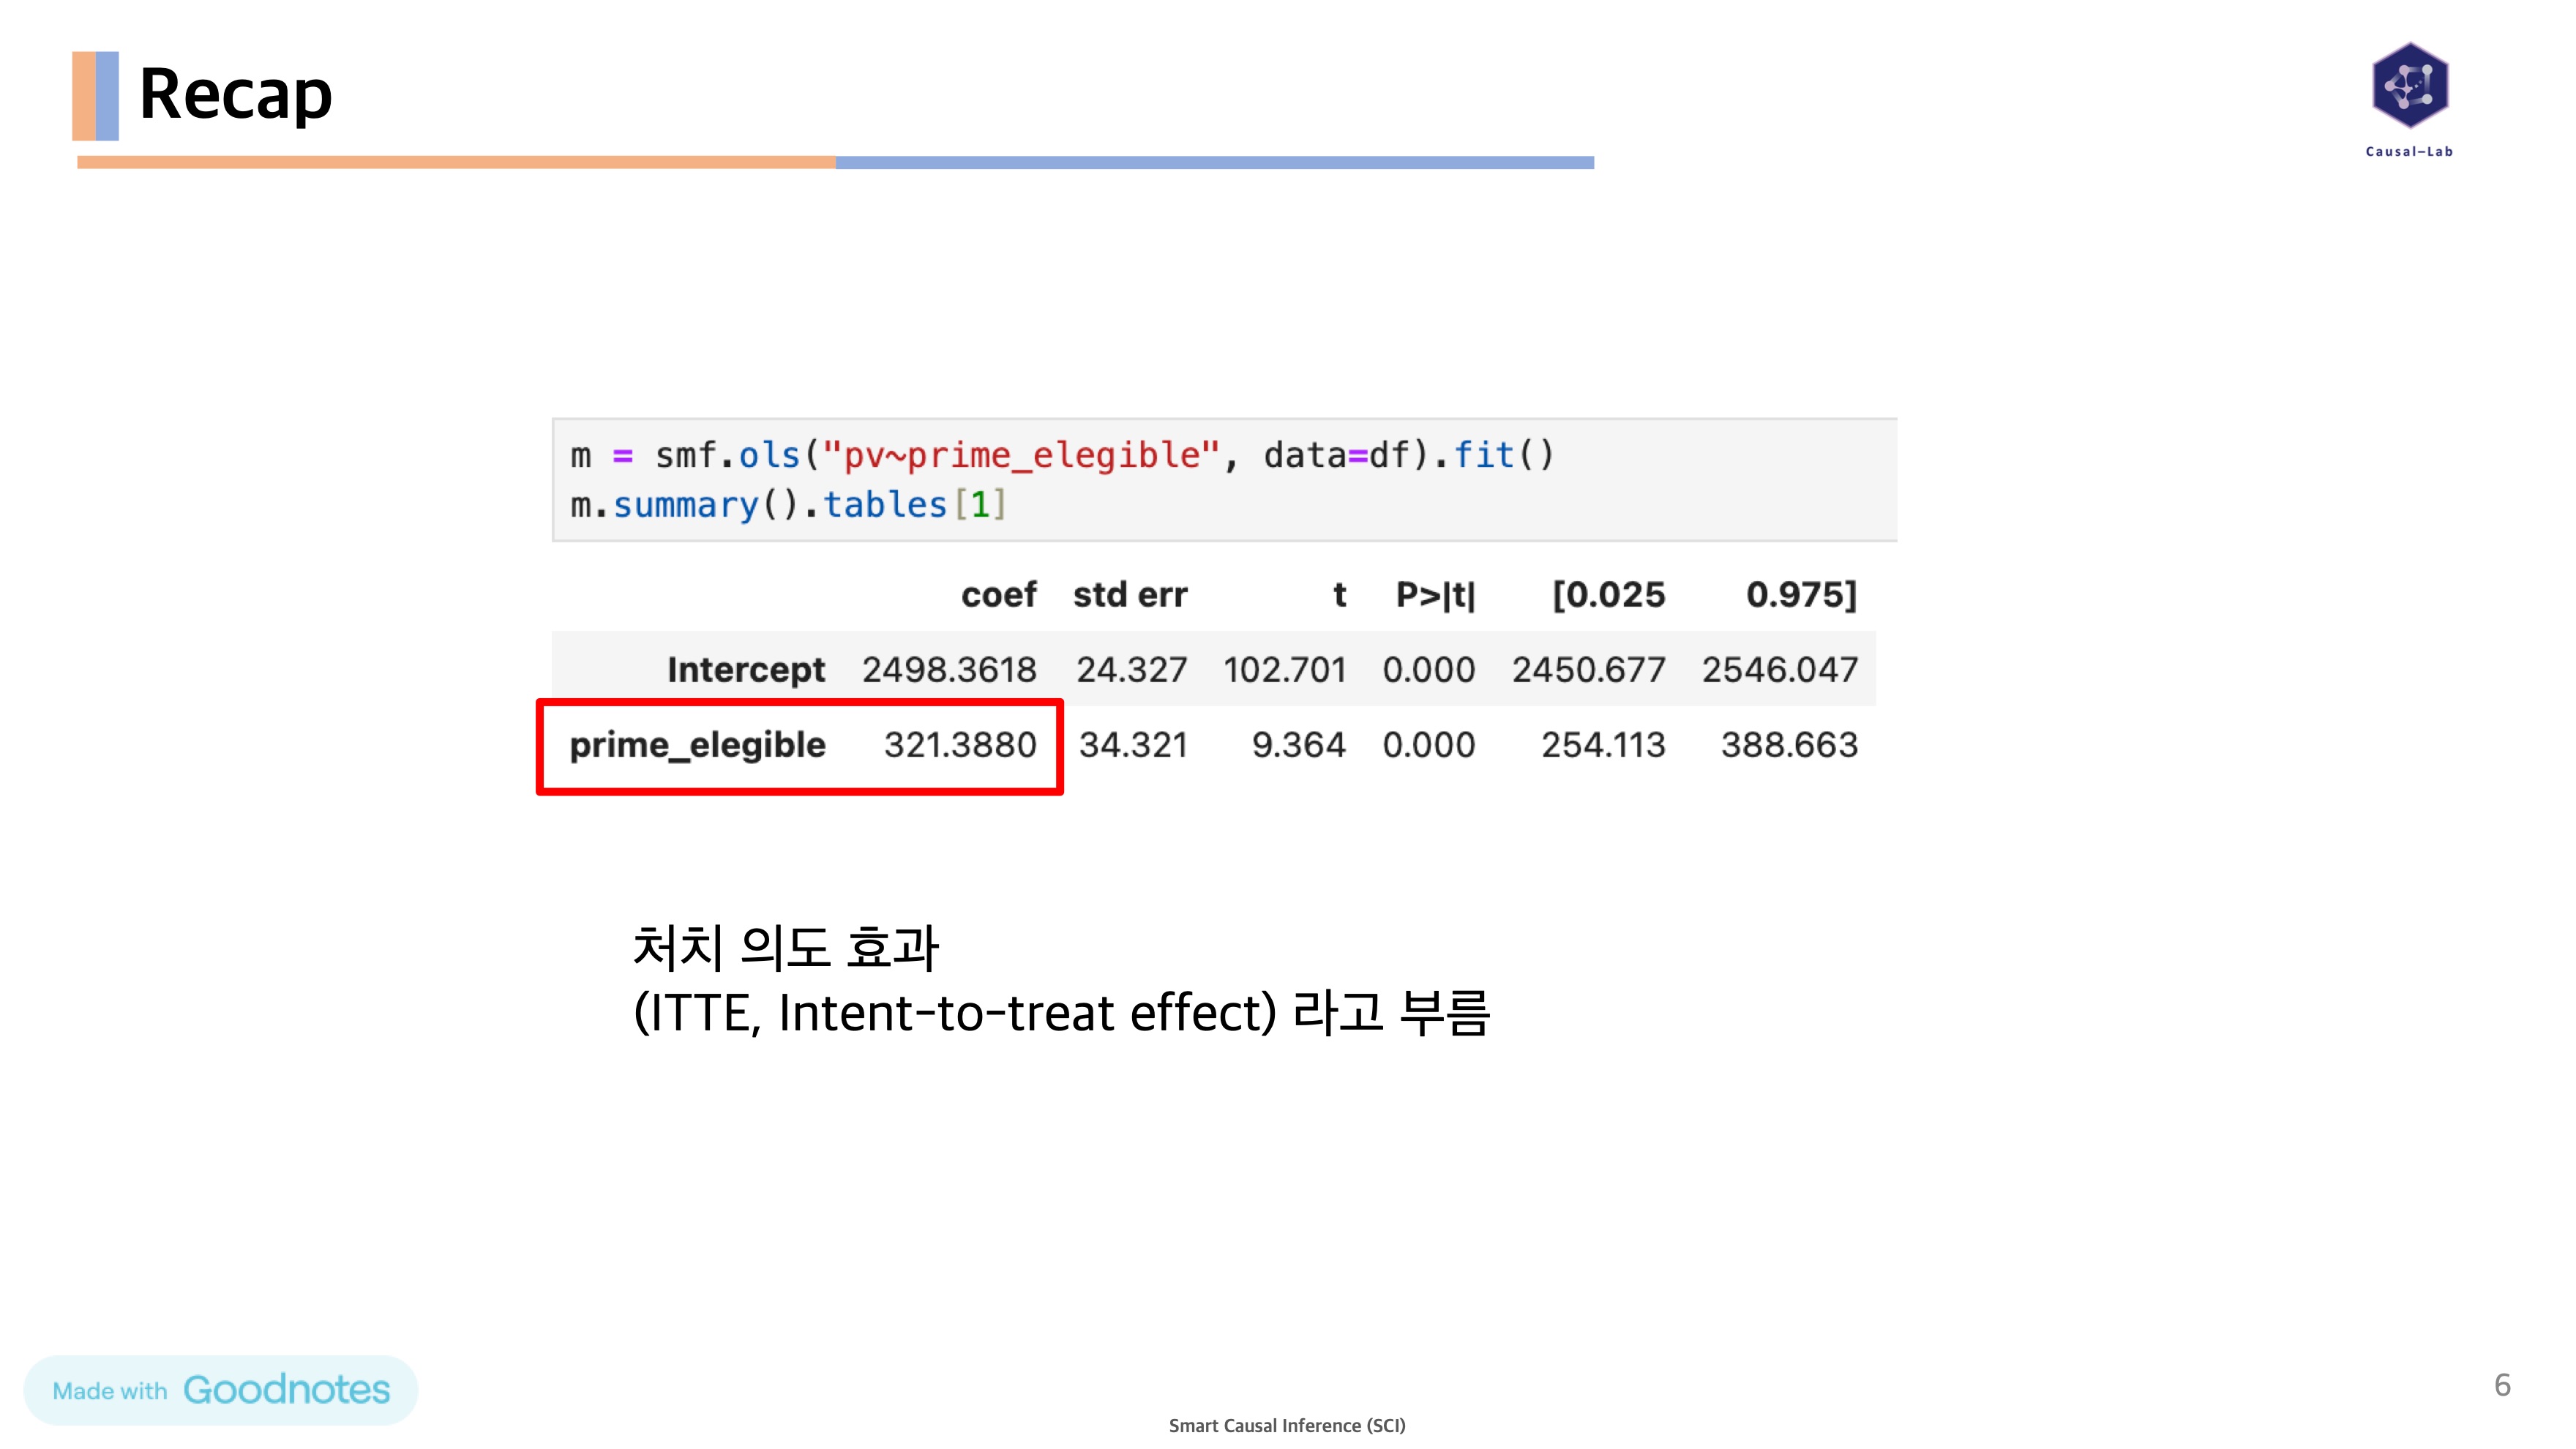 Recap
Causal-Lab
m = smf.ols("pv~prime_elegible", data=df).fit()
m.summary().tables[1]
coef std err t P>|t| [0.025 0.975]
Intercept 2498.3618 24.327 102.701 0.000 2450.677 2546.047
prime_elegible 321.3880 34.321 9.364 0.000 254.113 388.663
처치 의도 효과
(ITTE, Intent-to-treat effect) 라고 부름
Made with Goodnotes
6
Smart Causal Inference (SCI)